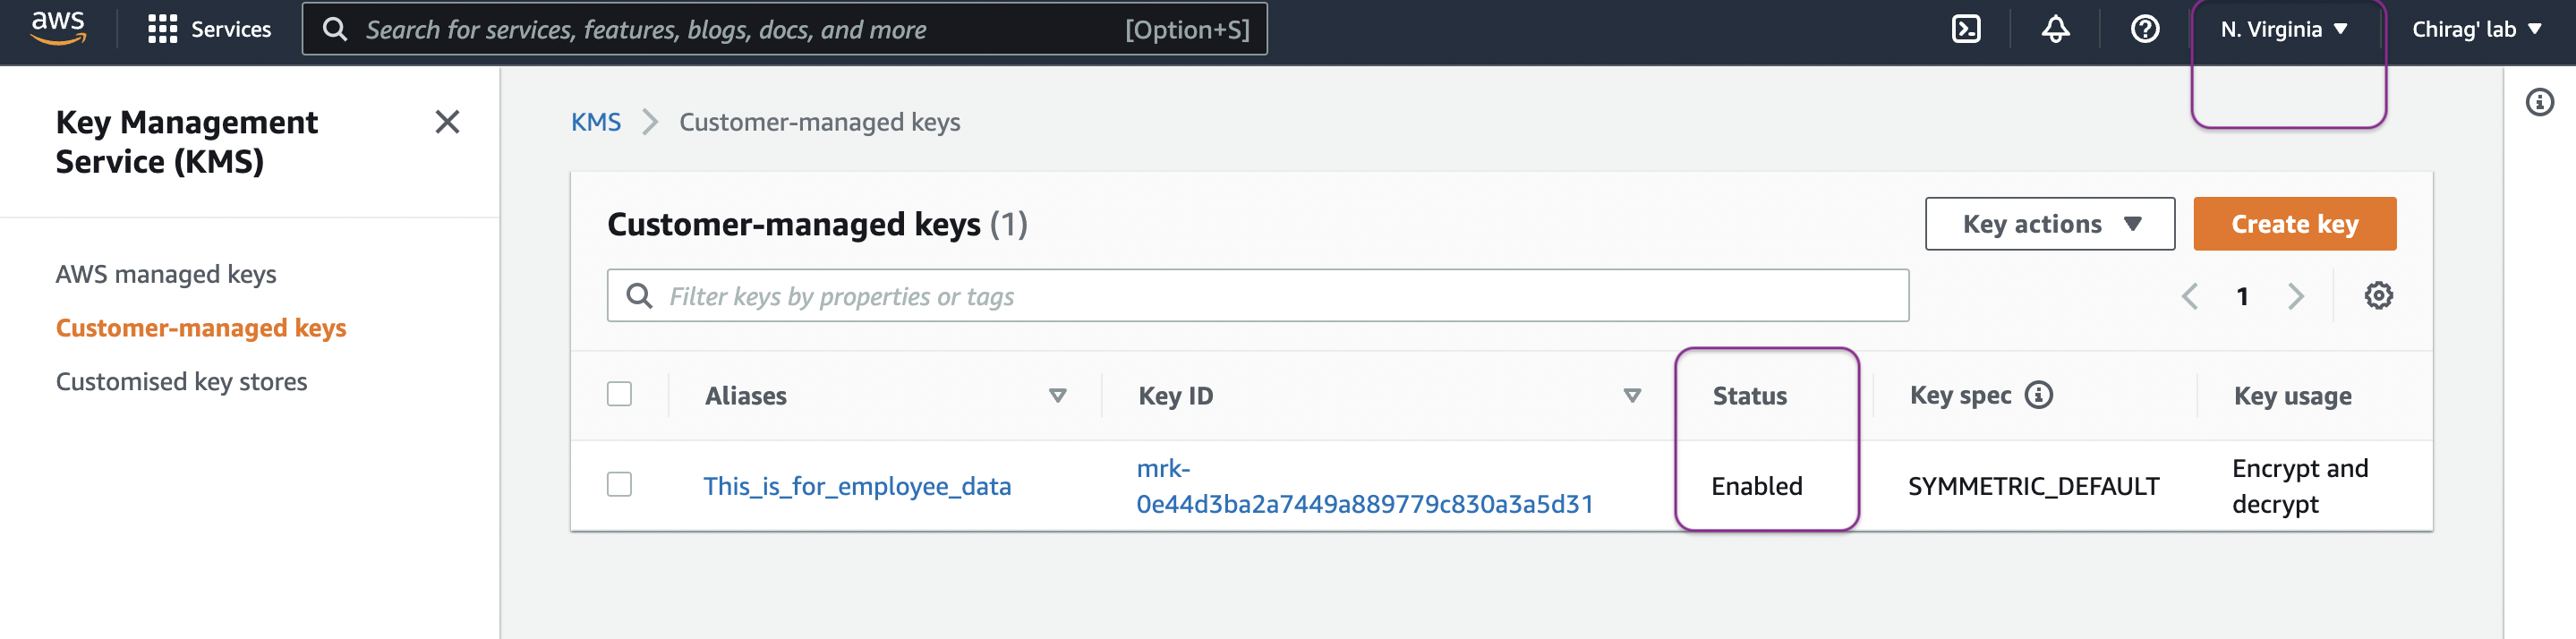 aws
Services
Search for services, features, blogs, docs, and more
[Option+S]
N. Virginia
Chirag' lab
Key Management
Service (KMS)
AWS managed keys
Customer-managed keys
Customised key stores
KMS
Customer-managed keys
Customer-managed keys (1)
Key actions
Create key
Filter keys by properties or tags
1
Aliases
Key ID
Status
Key spec
Key usage
This_is_for_employee_data
mrk-
0e44d3ba2a7449a889779c830a3a5d31
Enabled
SYMMETRIC_DEFAULT
Encrypt and
decrypt